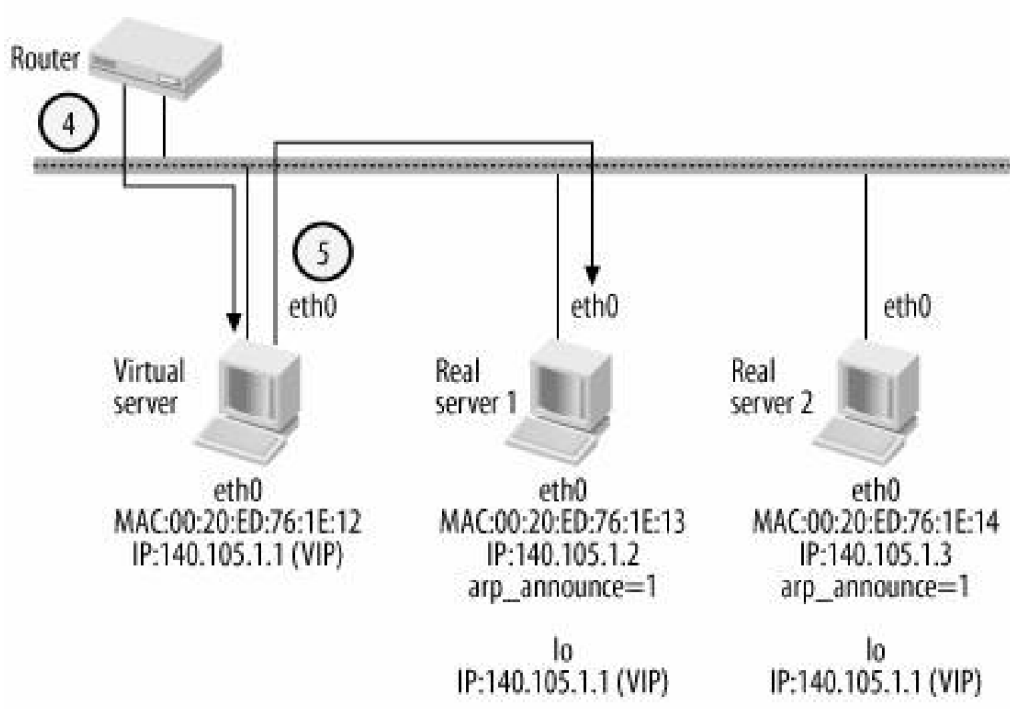 Router
4
5
eth0
eth0
eth0
Virtual
server
Real
server 1
Real
server 2
eth0
MAC:00:20:ED:76:1E:12
IP:140.105.1.1 (VIP)
eth0
MAC:00:20:ED:76:1E:13
IP:140.105.1.2
arp_announce=1
lo
IP:140.105.1.1 (VIP)
eth0
MAC:00:20:ED:76:1E:14
IP:140.105.1.3
arp_announce=1
lo
IP:140.105.1.1 (VIP)